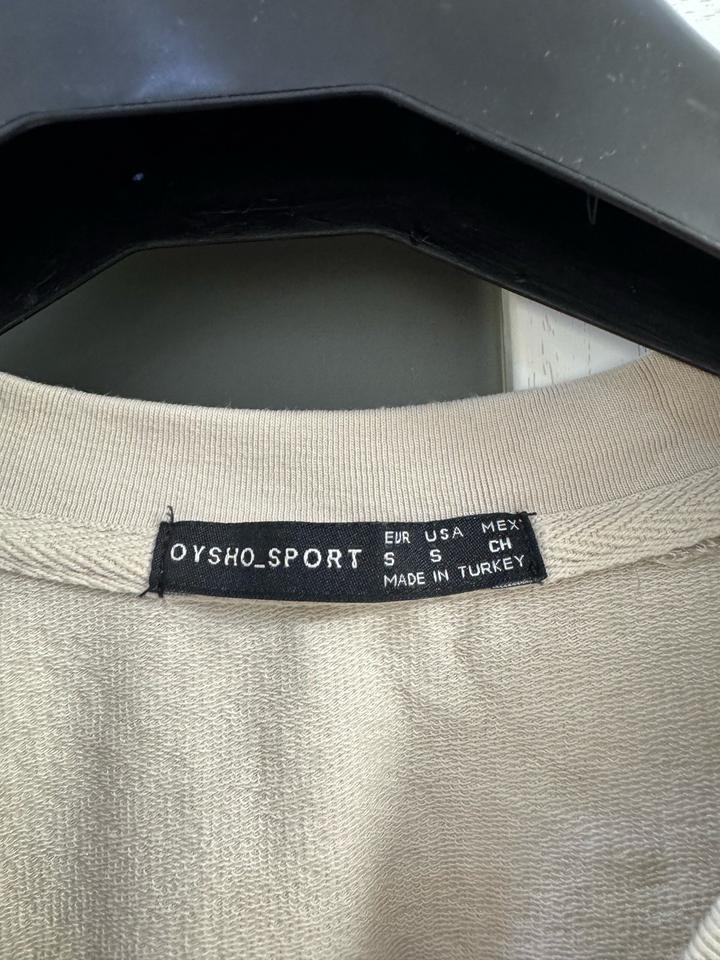 OYSHO_SPORT
EUR USA MEX
S S CH
MADE IN TURKEY